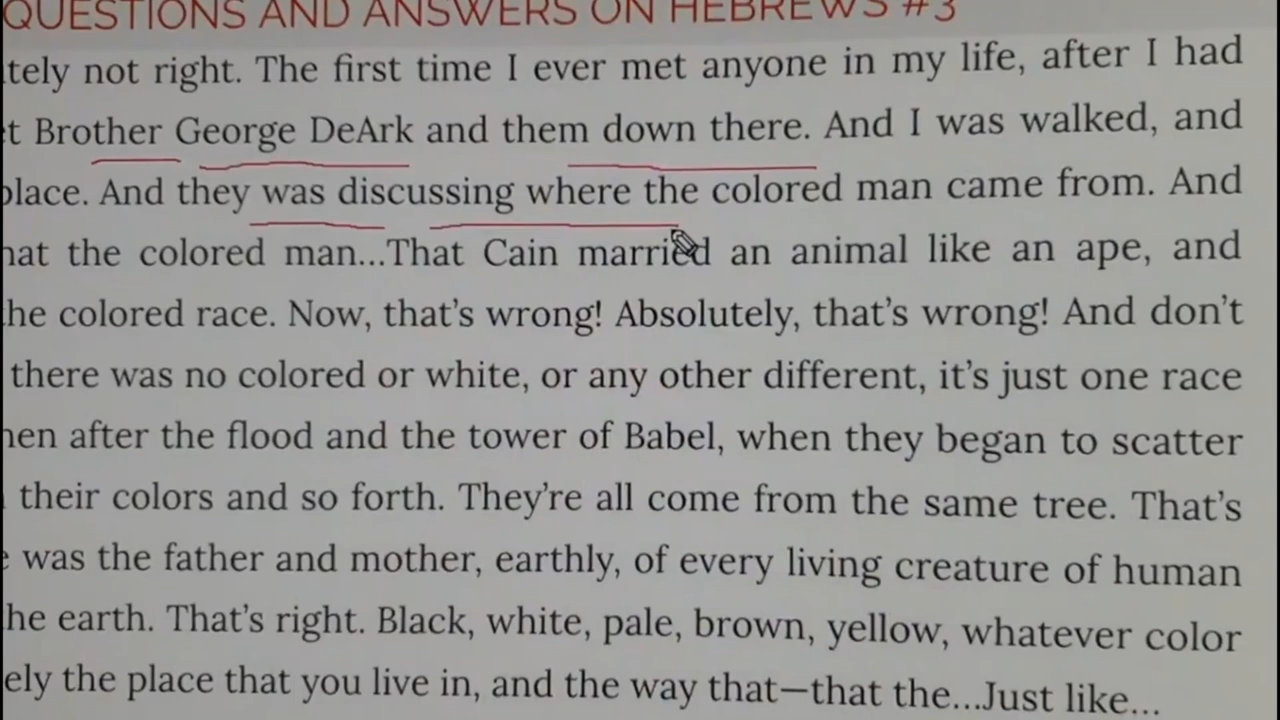 QUESTIONS AND ANSWERS ON HEBREWS #3
tely not right. The first time I ever met anyone in my life, after I had
t Brother George DeArk and them down there. And I was walked, and
place. And they was discussing where the colored man came from. And
hat the colored man...That Cain married an animal like an ape, and
he colored race. Now, that's wrong! Absolutely, that's wrong! And don't
there was no colored or white, or any other different, it's just one race
hen after the flood and the tower of Babel, when they began to scatter
their colors and so forth. They're all come from the same tree. That's
e was the father and mother, earthly, of every living creature of human
he earth. That's right. Black, white, pale, brown, yellow, whatever color
ely the place that you live in, and the way that—that the...Just like...